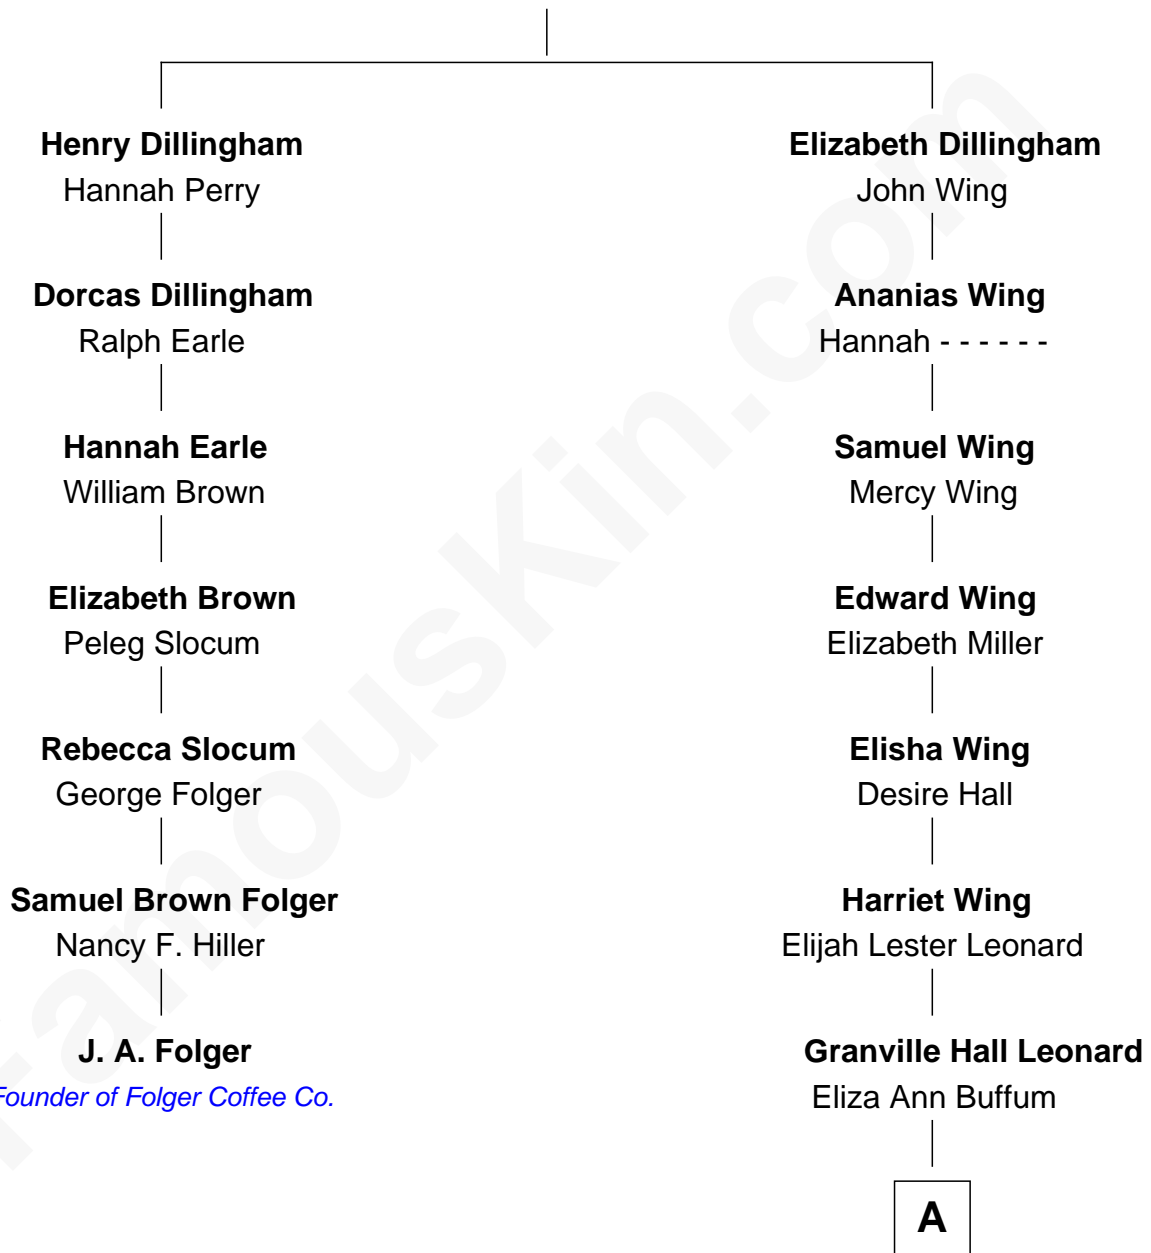 Henry Dillingham
Hannah Perry
Dorcas Dillingham
Ralph Earle
Hannah Earle
William Brown
Elizabeth Brown
Peleg Slocum
Rebecca Slocum
George Folger
Samuel Brown Folger
Nancy F. Hiller
J. A. Folger
Founder of Folger Coffee Co.
Elizabeth Dillingham
John Wing
Ananias Wing
Hannah - - - - - -
Samuel Wing
Mercy Wing
Edward Wing
Elizabeth Miller
Elisha Wing
Desire Hall
Harriet Wing
Elijah Lester Leonard
Granville Hall Leonard
Eliza Ann Buffum
A
FamousKin.com